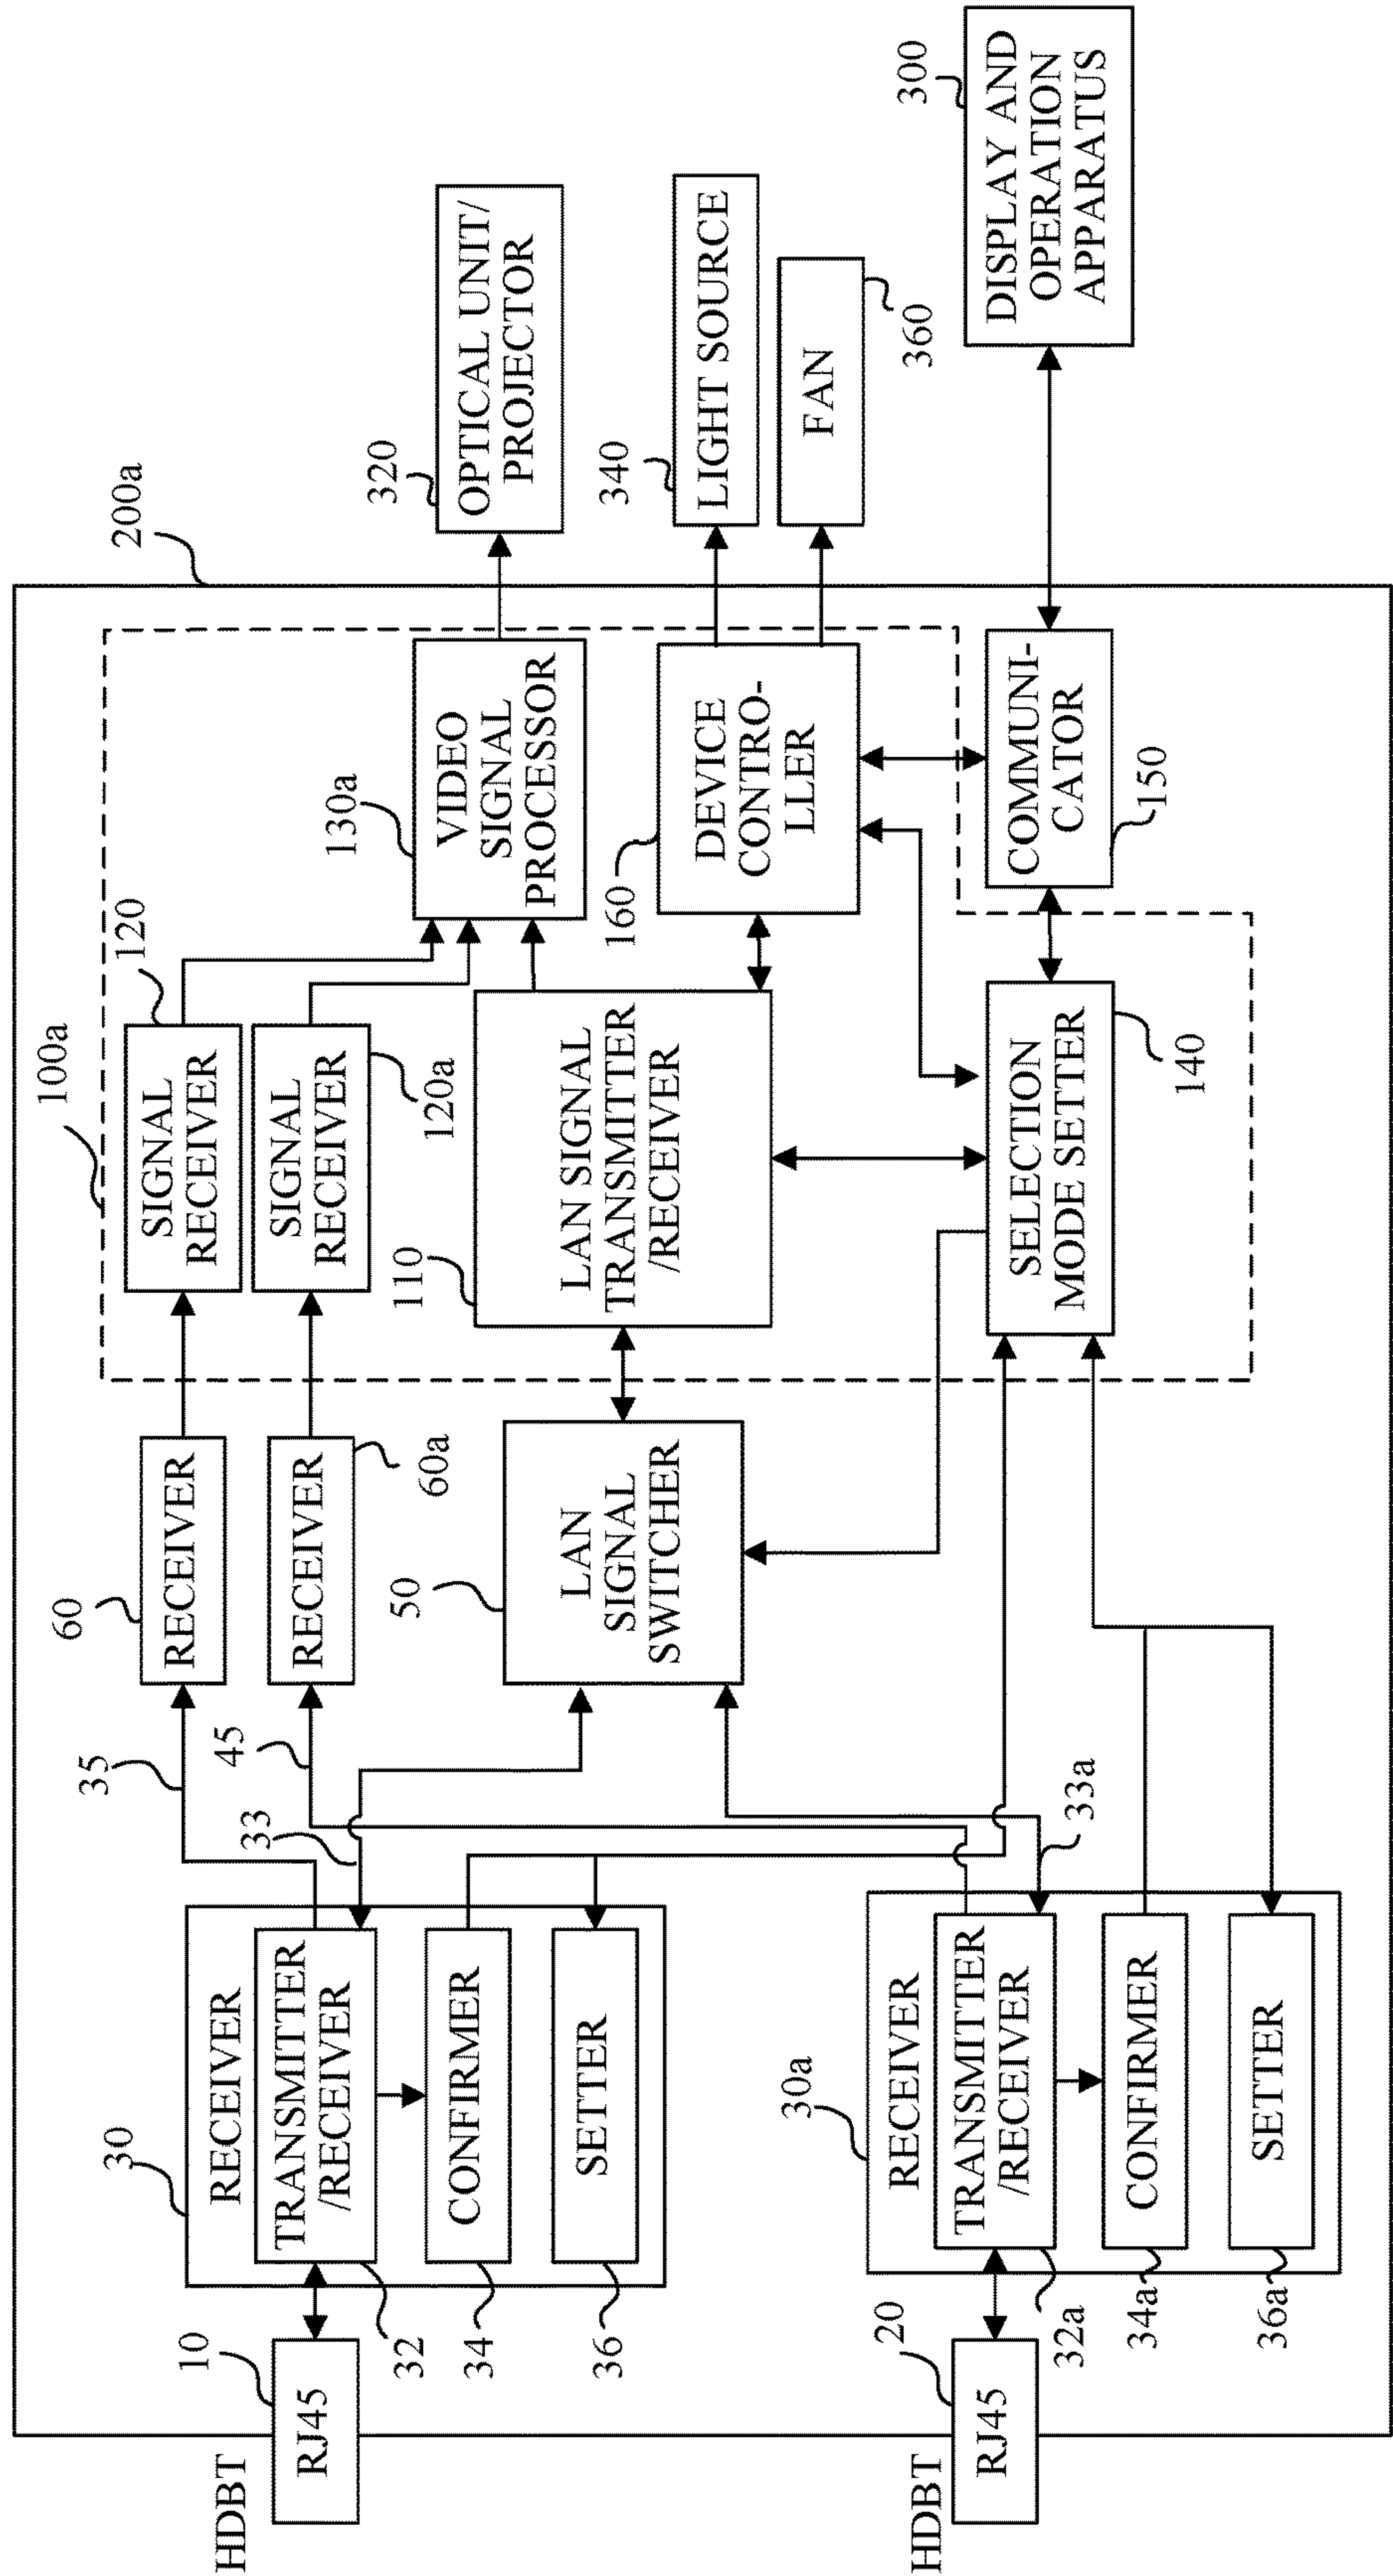 HDBT
10
RJ45
30
RECEIVER
TRANSMITTER
/RECEIVER
32
CONFIRMER
34
SETTER
36
33
35
45
HDBT
20
RJ45
30a
RECEIVER
TRANSMITTER
/RECEIVER
32a
CONFIRMER
34a
SETTER
36a
33a
60
RECEIVER
RECEIVER
60a
50
LAN
SIGNAL
SWITCHER
100a
SIGNAL
RECEIVER
120
SIGNAL
RECEIVER
120a
110
LAN SIGNAL
TRANSMITTER
/RECEIVER
SELECTION
MODE SETTER
140
130a
VIDEO
SIGNAL
PROCESSOR
160
DEVICE
CONTRO-
LLER
COMMUNI-
CATOR
150
200a
320
OPTICAL UNIT/
PROJECTOR
340
LIGHT SOURCE
FAN
360
300
DISPLAY AND
OPERATION
APPARATUS